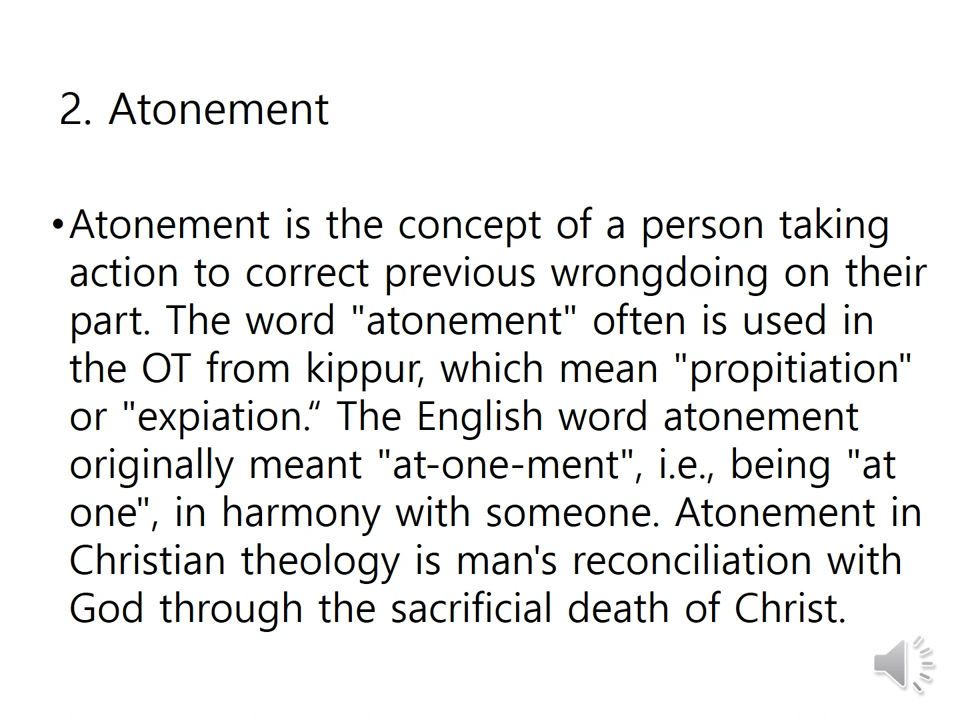 2. Atonement
•Atonement is the concept of a person taking
action to correct previous wrongdoing on their
part. The word "atonement" often is used in
the OT from kippur, which mean "propitiation"
or "expiation.“ The English word atonement
originally meant "at-one-ment", i.e., being "at
one", in harmony with someone. Atonement in
Christian theology is man's reconciliation with
God through the sacrificial death of Christ.